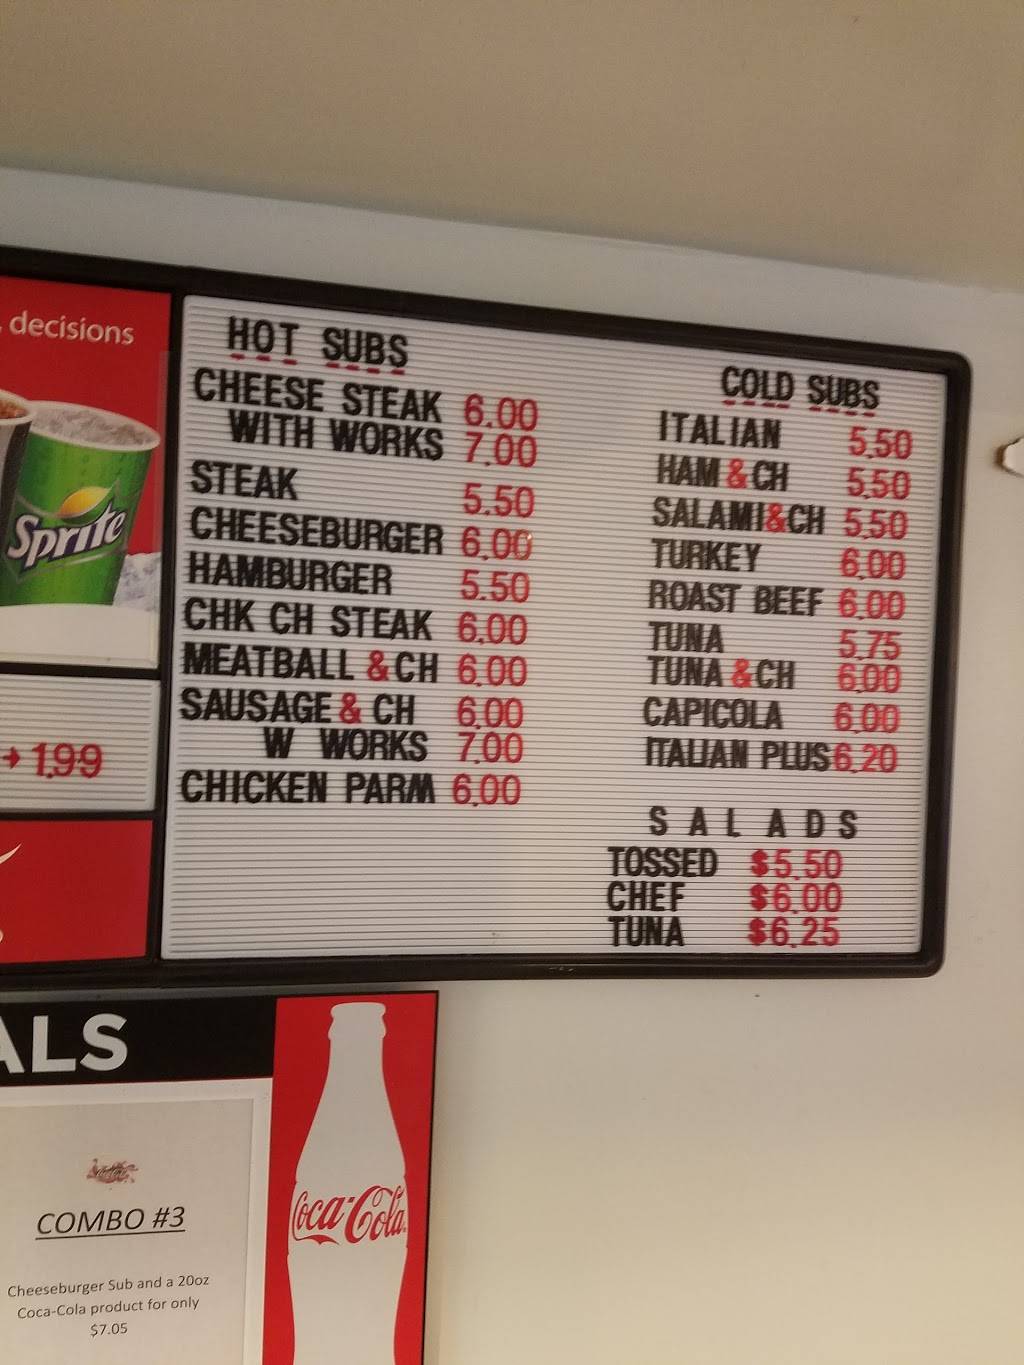 decisions
Sprite
1.99
HOT SUBS
CHEESE STEAK 6.00
WITH WORKS 7.00
STEAK 5.50
CHEESEBURGER 6.00
HAMBURGER 5.50
CHK CH STEAK 6.00
MEATBALL & CH 6.00
SAUSAGE & CH 6.00
W WORKS 7.00
CHICKEN PARM 6.00
COLD SUBS
ITALIAN 5.50
HAM & CH 5.50
SALAMI & CH 5.50
TURKEY 6.00
ROAST BEEF 6.00
TUNA 5.75
TUNA & CH 6.00
CAPICOLA 6.00
ITALIAN PLUS 6.20
SALADS
TOSSED $5.50
CHEF $6.00
TUNA $6.25
ALS
COMBO #3
Cheeseburger Sub and a 20oz
Coca-Cola product for only
$7.05
Coca-Cola